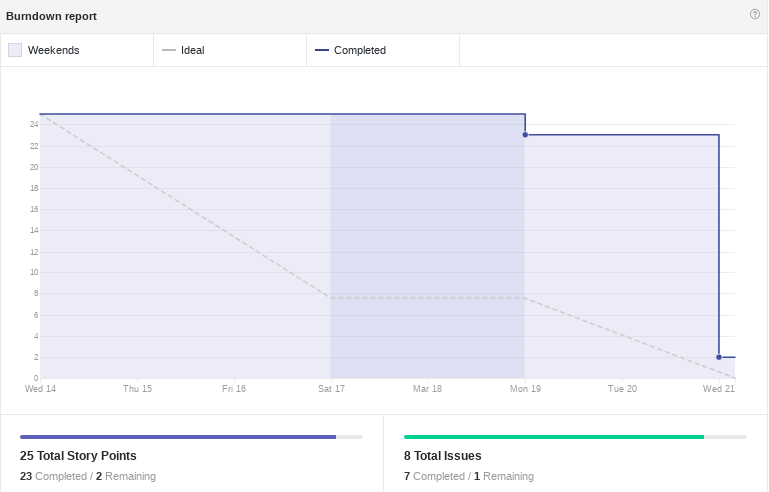 Burndown report
Weekends
Ideal
Completed
24
22
20
18
16
14
12
10
8
6
4
2
0
Wed 14
Thu 15
Fri 16
Sat 17
Mar 18
Mon 19
Tue 20
Wed 21
25 Total Story Points
23 Completed / 2 Remaining
8 Total Issues
7 Completed / 1 Remaining